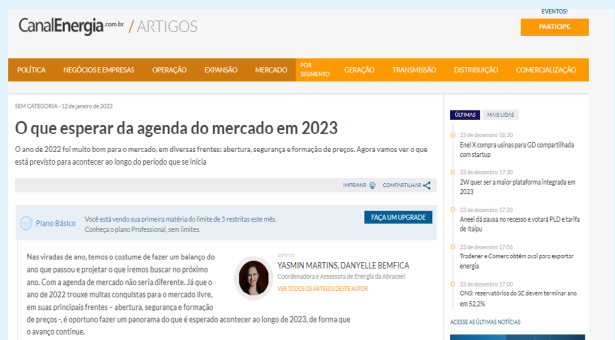 EVENTOS!
CanalEnergia.com.br / ARTIGOS
PARTICIPE
POLÍTICA NEGÓCIOS E EMPRESAS OPERAÇÃO EXPANSÃO MERCADO POR SEGMENTO GERAÇÃO TRANSMISSÃO DISTRIBUIÇÃO COMERCIALIZAÇÃO
SEM CATEGORIA - 12 de janeiro de 2023
O que esperar da agenda do mercado em 2023
O ano de 2022 foi muito bom para o mercado, em diversas frentes: abertura, segurança e formação de preços. Agora vamos ver o que
está previsto para acontecer ao longo do período que se inicia
IMPRIMIR COMPARTILHAR
Plano Básico
Você está vendo sua primeira matéria do limite de 5 restritas este mês.
Conheça o plano Professional, sem limites.
FAÇA UM UPGRADE
Nas viradas de ano, temos o costume de fazer um balanço do
ano que passou e projetar o que iremos buscar no próximo
ano. Com a agenda de mercado não seria diferente. Já que o
ano de 2022 trouxe muitas conquistas para o mercado livre,
em suas principais frentes – abertura, segurança e formação
de preços -, é oportuno fazer um panorama do que é esperado acontecer ao longo de 2023, de forma que
o avanço continue.
YASMIN MARTINS, DANYELLE BEMFICA
Coordenadora e Assessora de Energia da Abraceel
VER TODOS OS ARTIGOS DESTE AUTOR
ÚLTIMAS MAIS LIDAS
23 de dezembro 18:30
Enel X compra usinas para GD compartilhada
com startup
23 de dezembro 17:30
2W quer ser a maior plataforma integrada em
2023
23 de dezembro 17:20
Aneel dá pausa no recesso e votará PLD e tarifa
de Itaipu
23 de dezembro 17:06
Tradener e Comerc obtêm aval para exportar
energia
23 de dezembro 17:00
ONS: reservatórios do SE devem terminar ano
em 52,2%
ACESSE AS ÚLTIMAS NOTÍCIAS